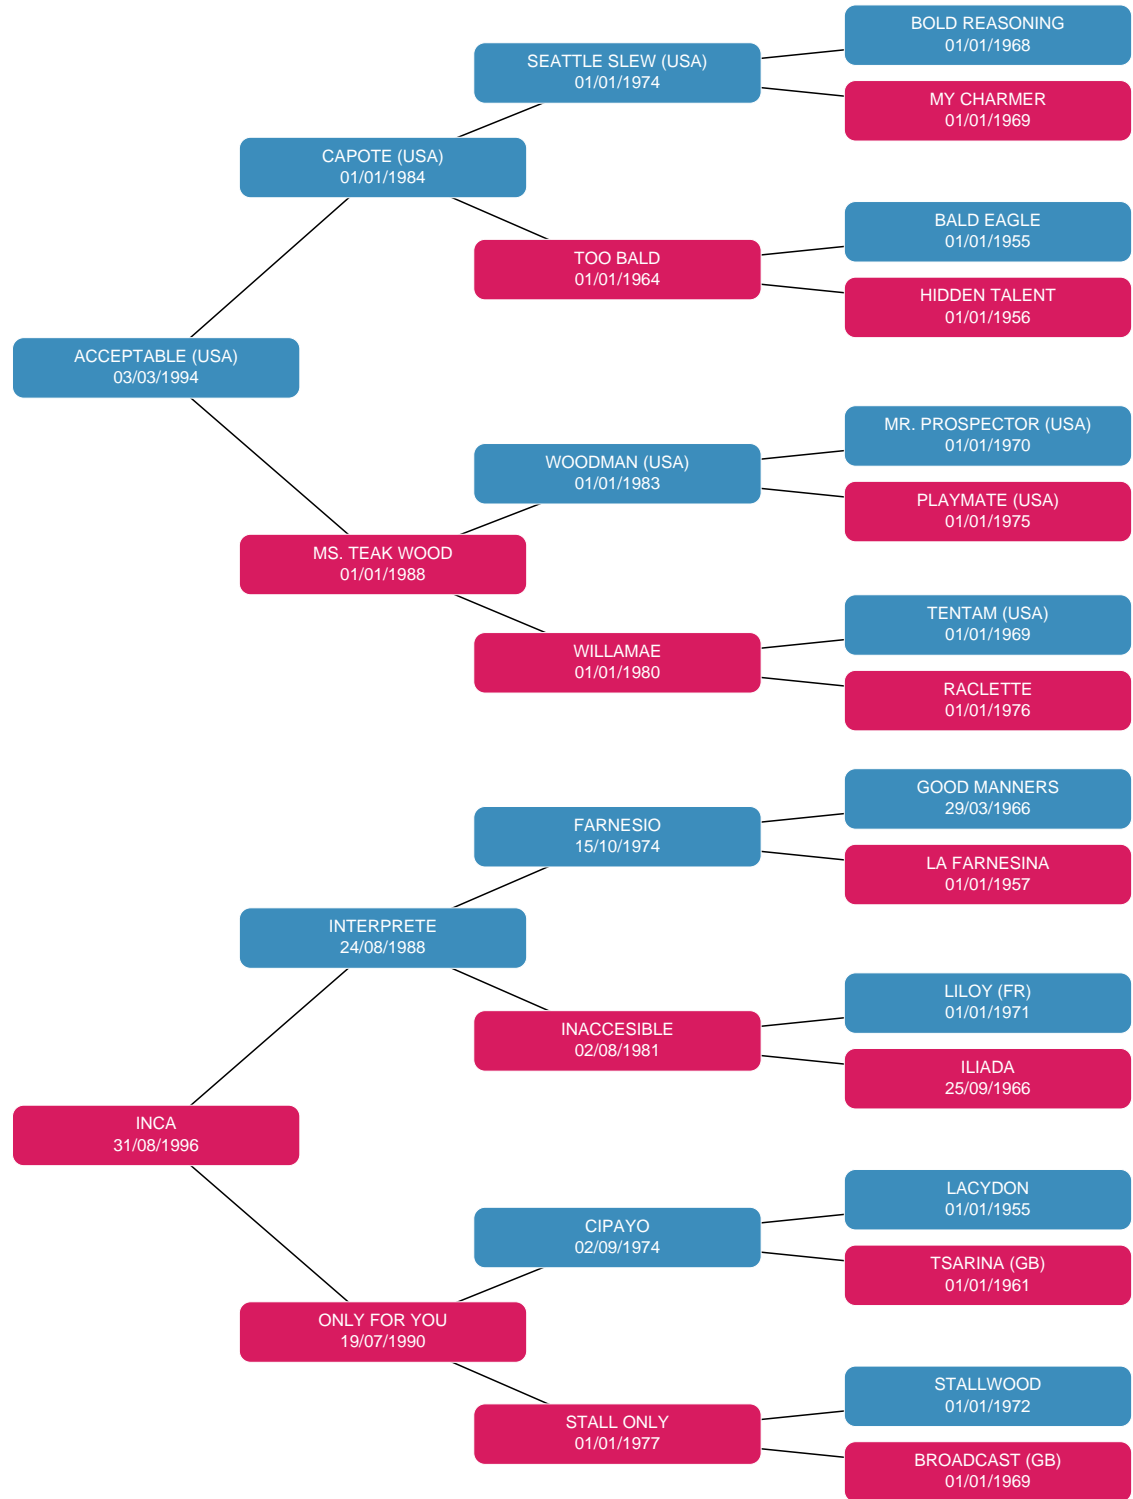 BOLD REASONING
01/01/1968
SEATTLE SLEW (USA)
01/01/1974
MY CHARMER
01/01/1969
CAPOTE (USA)
01/01/1984
BALD EAGLE
01/01/1955
TOO BALD
01/01/1964
HIDDEN TALENT
01/01/1956
ACCEPTABLE (USA)
03/03/1994
MR. PROSPECTOR (USA)
01/01/1970
WOODMAN (USA)
01/01/1983
PLAYMATE (USA)
01/01/1975
MS. TEAK WOOD
01/01/1988
TENTAM (USA)
01/01/1969
WILLAMAE
01/01/1980
RACLETTE
01/01/1976
GOOD MANNERS
29/03/1966
FARNESIO
15/10/1974
LA FARNESINA
01/01/1957
INTERPRETE
24/08/1988
LILOY (FR)
01/01/1971
INACCESIBLE
02/08/1981
ILIADA
25/09/1966
INCA
31/08/1996
LACYDON
01/01/1955
CIPAYO
02/09/1974
TSARINA (GB)
01/01/1961
ONLY FOR YOU
19/07/1990
STALLWOOD
01/01/1972
STALL ONLY
01/01/1977
BROADCAST (GB)
01/01/1969